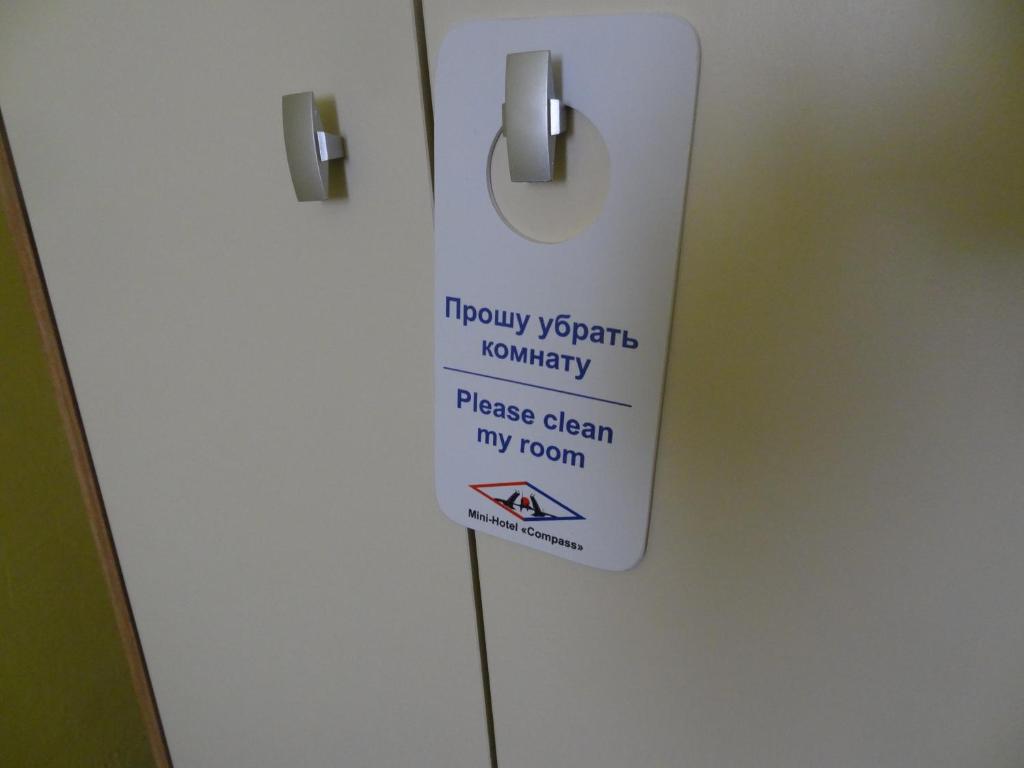 Прошу убрать
комнату
Please clean
my room
Mini-Hotel «Compass»